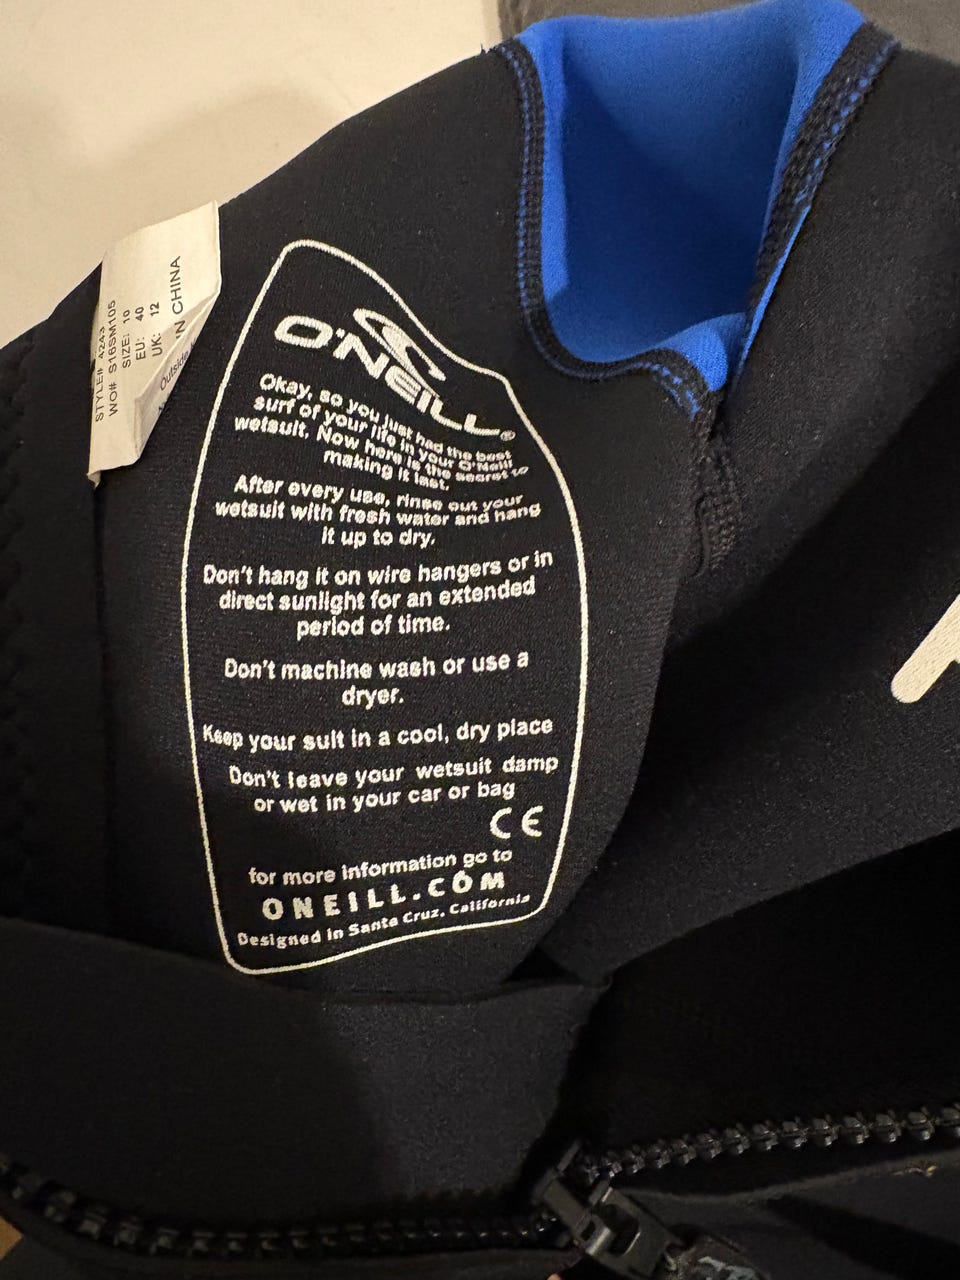 STYLE# 4243
WO# S16SM105
SIZE: 10
EU: 40
UK: 12
IN CHINA
Outside
O'NEILL®
Okay, so you just had the best
surf of your life in your O'Neill
wetsuit, Now here is the secret to
making it last.
After every use, rinse out your
wetsuit with fresh water and hang
it up to dry.
Don't hang it on wire hangers or in
direct sunlight for an extended
period of time.
Don't machine wash or use a
dryer.
Keep your suit in a cool, dry place
Don't leave your wetsuit damp
or wet in your car or bag
CE
for more information go to
ONEILL.COM
Designed in Santa Cruz, California